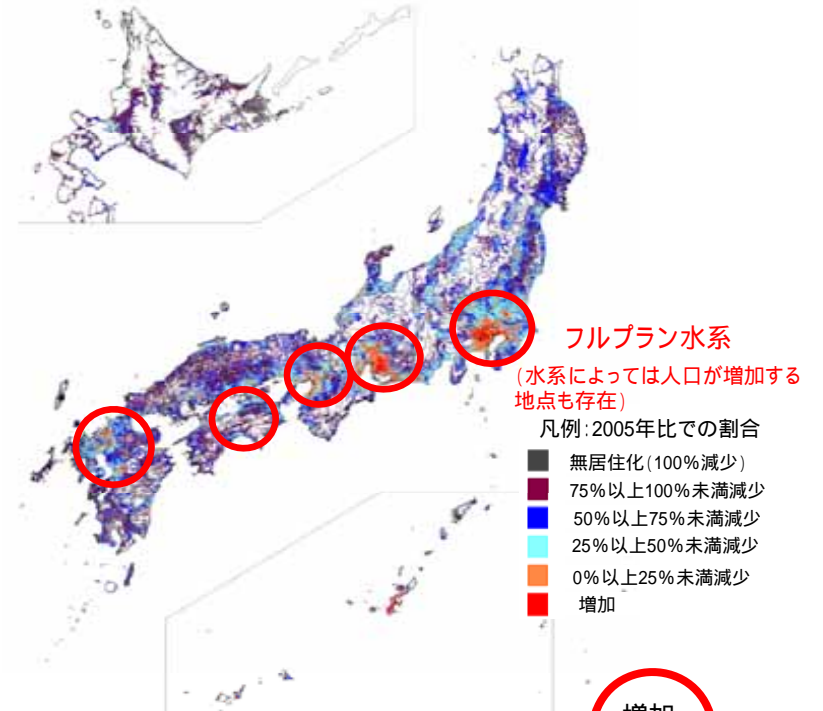 フルプラン水系
(水系によっては人口が増加する
地点も存在)
凡例:2005年比での割合
無居住化(100%減少)
75%以上100%未満減少
50%以上75%未満減少
25%以上50%未満減少
0%以上25%未満減少
増加
増加